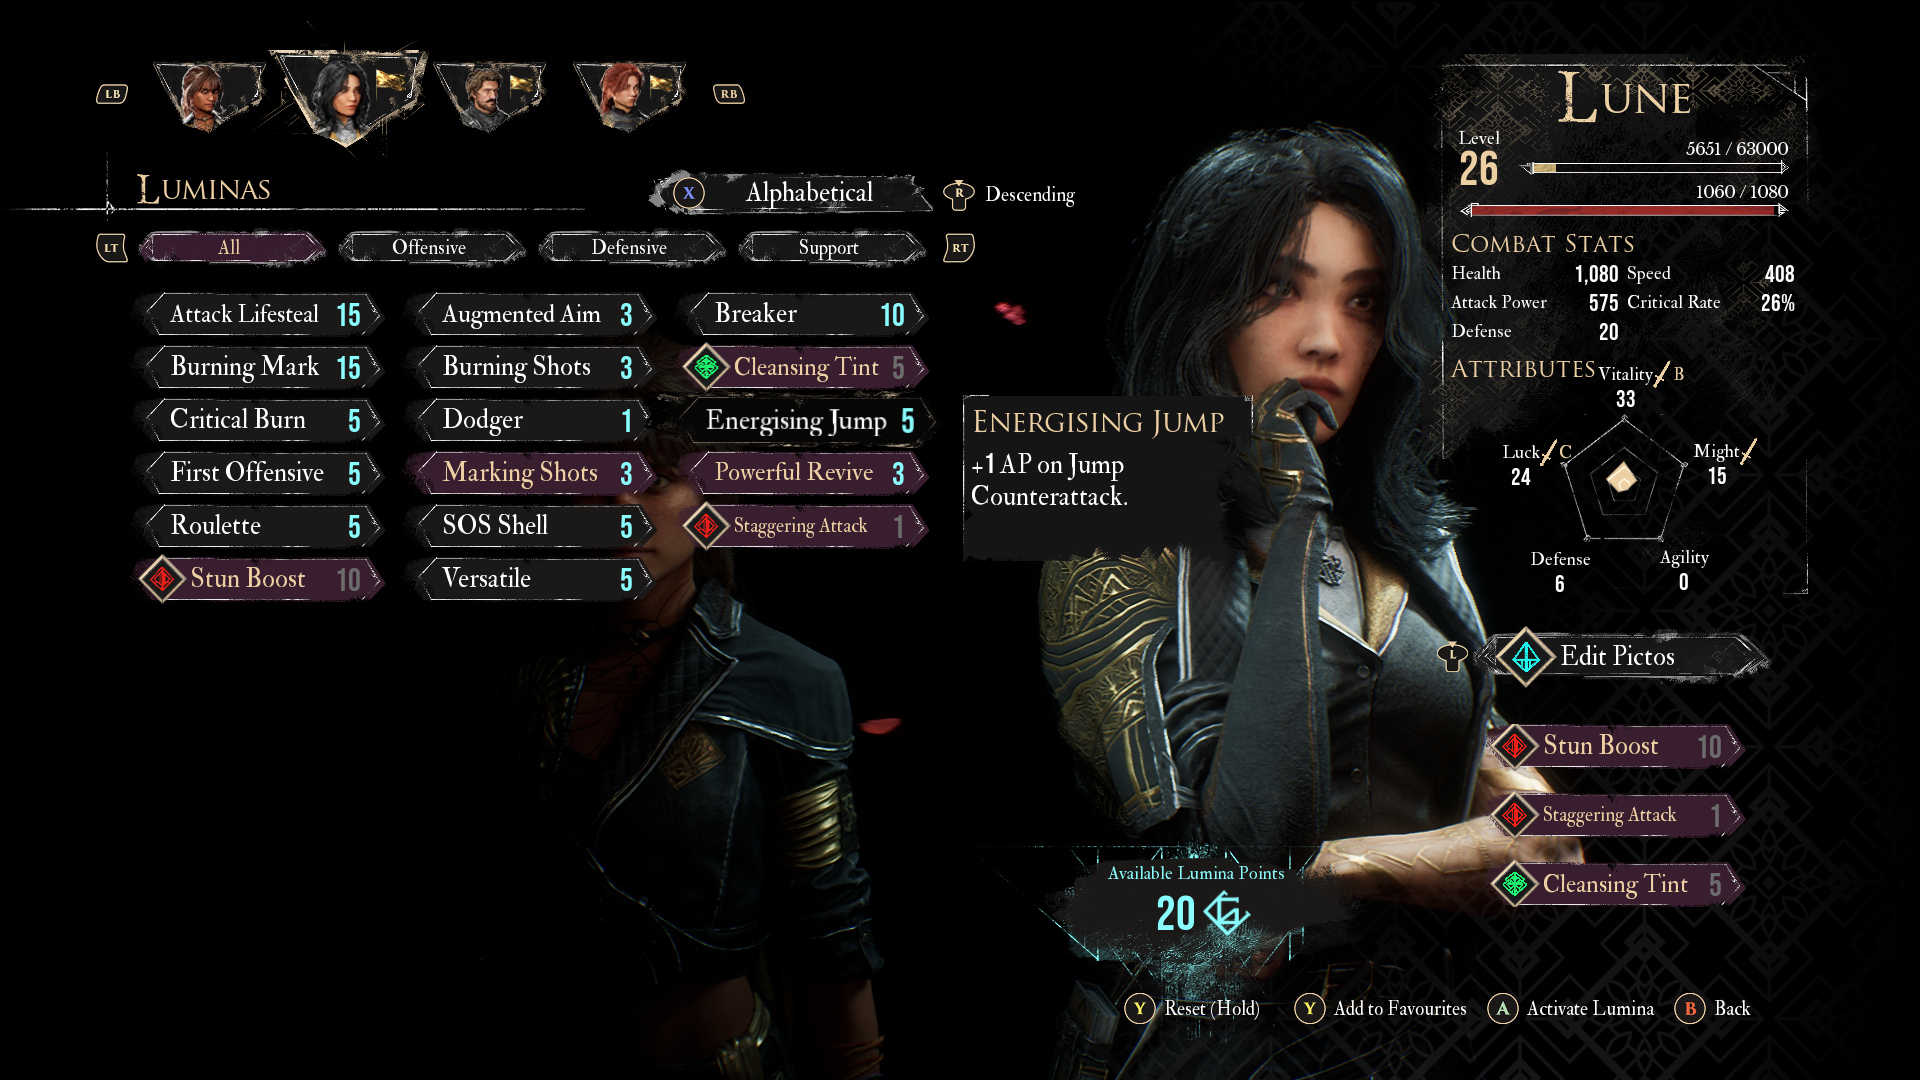 LB
RB
LUMINAS
X Alphabetical
R Descending
LT
All
Offensive
Defensive
Support
RT
Attack Lifesteal 15
Augmented Aim 3
Breaker 10
Burning Mark 15
Burning Shots 3
Cleansing Tint 5
Critical Burn 5
Dodger 1
Energising Jump 5
First Offensive 5
Marking Shots 3
Powerful Revive 3
Roulette 5
SOS Shell 5
Staggering Attack 1
Stun Boost 10
Versatile 5
ENERGISING JUMP
+1 AP on Jump
Counterattack.
LUNE
Level
26
5651 / 63000
1060 / 1080
COMBAT STATS
Health 1,080 Speed 408
Attack Power 575 Critical Rate 26%
Defense 20
ATTRIBUTES
Vitality B
33
Luck C
24
Might
15
Defense
6
Agility
0
L Edit Pictos
Stun Boost 10
Staggering Attack 1
Cleansing Tint 5
Available Lumina Points
20
Y Reset (Hold)
Y Add to Favourites
A Activate Lumina
B Back